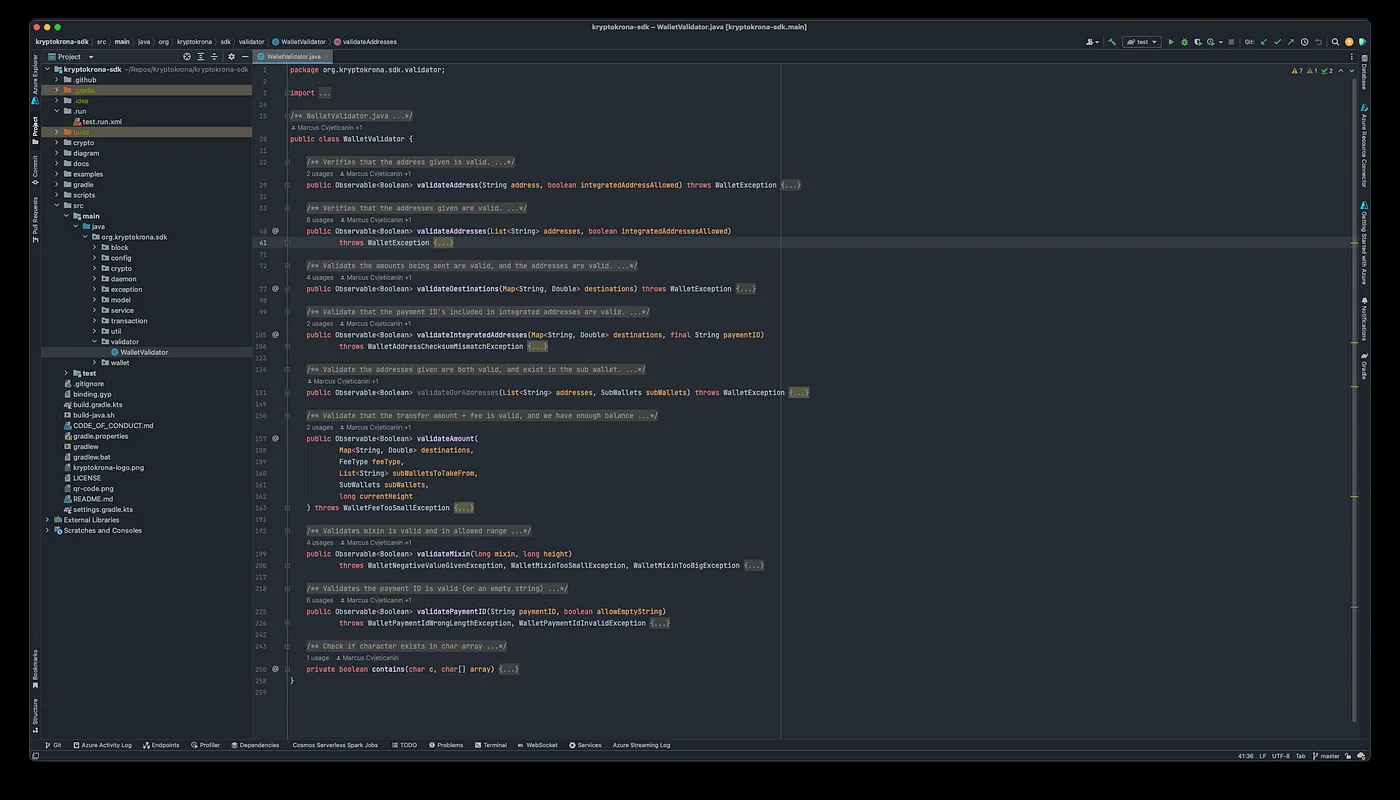 kryptokrona-sdk – WalletValidator.java [kryptokrona-sdk.main]
kryptokrona-sdk src main java org kryptokrona sdk validator WalletValidator validateAddresses
test Git:
Project
WalletValidator.java
Azure Explorer
Project
Commit
Pull Requests
Bookmarks
Structure
kryptokrona-sdk ~/Repos/Kryptokrona/kryptokrona-sdk
.github
.gradle
.idea
.run
test.run.xml
build
crypto
diagram
docs
examples
gradle
scripts
src
main
java
org.kryptokrona.sdk
block
config
crypto
daemon
exception
model
service
transaction
util
validator
WalletValidator
wallet
test
.gitignore
binding.gyp
build.gradle.kts
build-java.sh
CODE_OF_CONDUCT.md
gradle.properties
gradlew
gradlew.bat
kryptokrona-logo.png
LICENSE
qr-code.png
README.md
settings.gradle.kts
External Libraries
Scratches and Consoles
7 1 2
1 package org.kryptokrona.sdk.validator;
2
3 import ...
14
15 /** WalletValidator.java ...*/
Marcus Cvjeticanin +1
20 public class WalletValidator {
21
22 /** Verifies that the address given is valid. ...*/
2 usages Marcus Cvjeticanin +1
29 public Observable<Boolean> validateAddress(String address, boolean integratedAddressAllowed) throws WalletException {...}
32
33 /** Verifies that the addresses given are valid. ...*/
8 usages Marcus Cvjeticanin +1
40 @ public Observable<Boolean> validateAddresses(List<String> addresses, boolean integratedAddressesAllowed)
41 throws WalletException {...}
71
72 /** Validate the amounts being sent are valid, and the addresses are valid. ...*/
4 usages Marcus Cvjeticanin +1
77 @ public Observable<Boolean> validateDestinations(Map<String, Double> destinations) throws WalletException {...}
98
99 /** Validate that the payment ID's included in integrated addresses are valid. ...*/
2 usages Marcus Cvjeticanin +1
105 @ public Observable<Boolean> validateIntegratedAddresses(Map<String, Double> destinations, final String paymentID)
106 throws WalletAddressChecksumMismatchException {...}
123
124 /** Validate the addresses given are both valid, and exist in the sub wallet. ...*/
Marcus Cvjeticanin +1
131 @ public Observable<Boolean> validateOurAddresses(List<String> addresses, SubWallets subWallets) throws WalletException {...}
149
150 /** Validate that the transfer amount + fee is valid, and we have enough balance ...*/
2 usages Marcus Cvjeticanin +1
157 @ public Observable<Boolean> validateAmount(
158 Map<String, Double> destinations,
159 FeeType feeType,
160 List<String> subWalletsToTakeFrom,
161 SubWallets subWallets,
162 long currentHeight
163 ) throws WalletFeeTooSmallException {...}
191
192 /** Validates mixin is valid and in allowed range ...*/
4 usages Marcus Cvjeticanin +1
199 public Observable<Boolean> validateMixin(long mixin, long height)
200 throws WalletNegativeValueGivenException, WalletMixinTooSmallException, WalletMixinTooBigException {...}
217
218 /** Validates the payment ID is valid (or an empty string) ...*/
6 usages Marcus Cvjeticanin +1
225 public Observable<Boolean> validatePaymentID(String paymentID, boolean allowEmptyString)
226 throws WalletPaymentIdWrongLengthException, WalletPaymentIdInvalidException {...}
242
243 /** Check if character exists in char array ...*/
1 usage Marcus Cvjeticanin
250 @ private boolean contains(char c, char[] array) {...}
258 }
259
Database
Azure Resource Connector
Getting Started with Azure
Notifications
Gradle
Git Azure Activity Log Endpoints Profiler Dependencies Cosmos Serverless Spark Jobs TODO Problems Terminal WebSocket Services Azure Streaming Log
41:36 LF UTF-8 Tab master